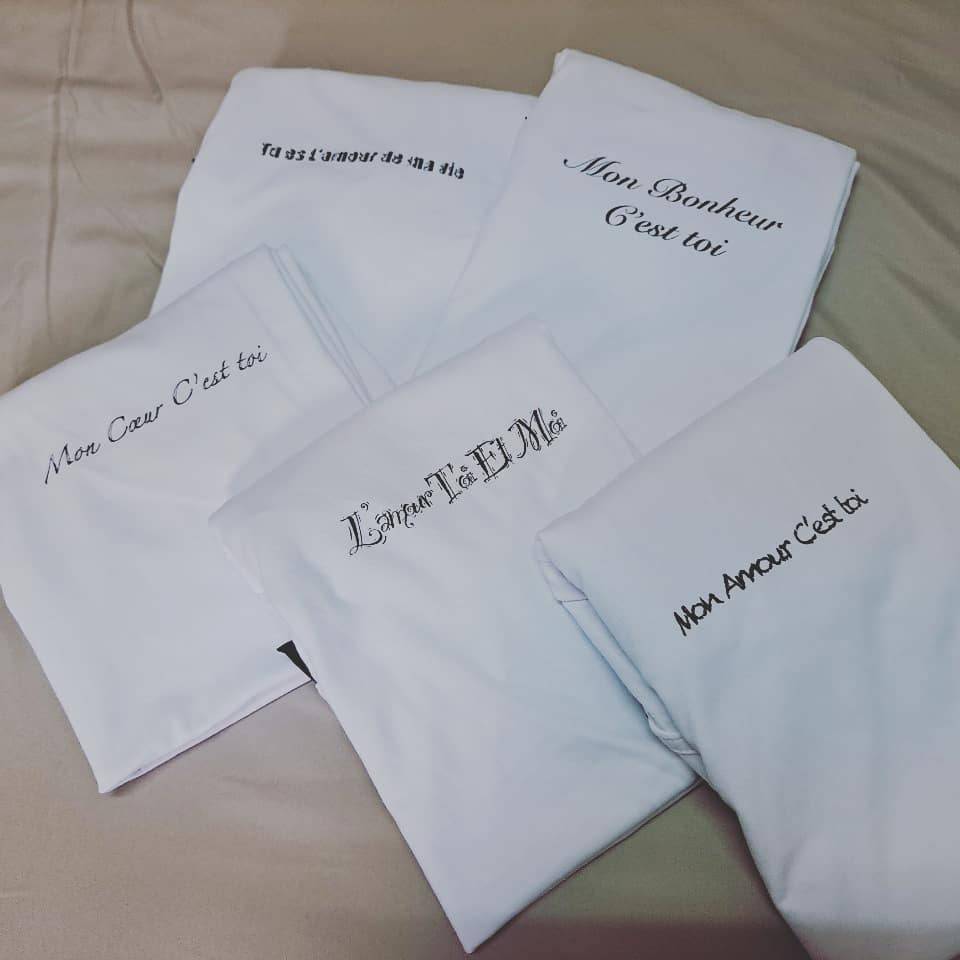 Tu es L'amour de ma vie
Mon Bonheur
C'est toi
Mon Cœur C'est toi
L'amour Toi Et Moi
Mon Amour C'est toi